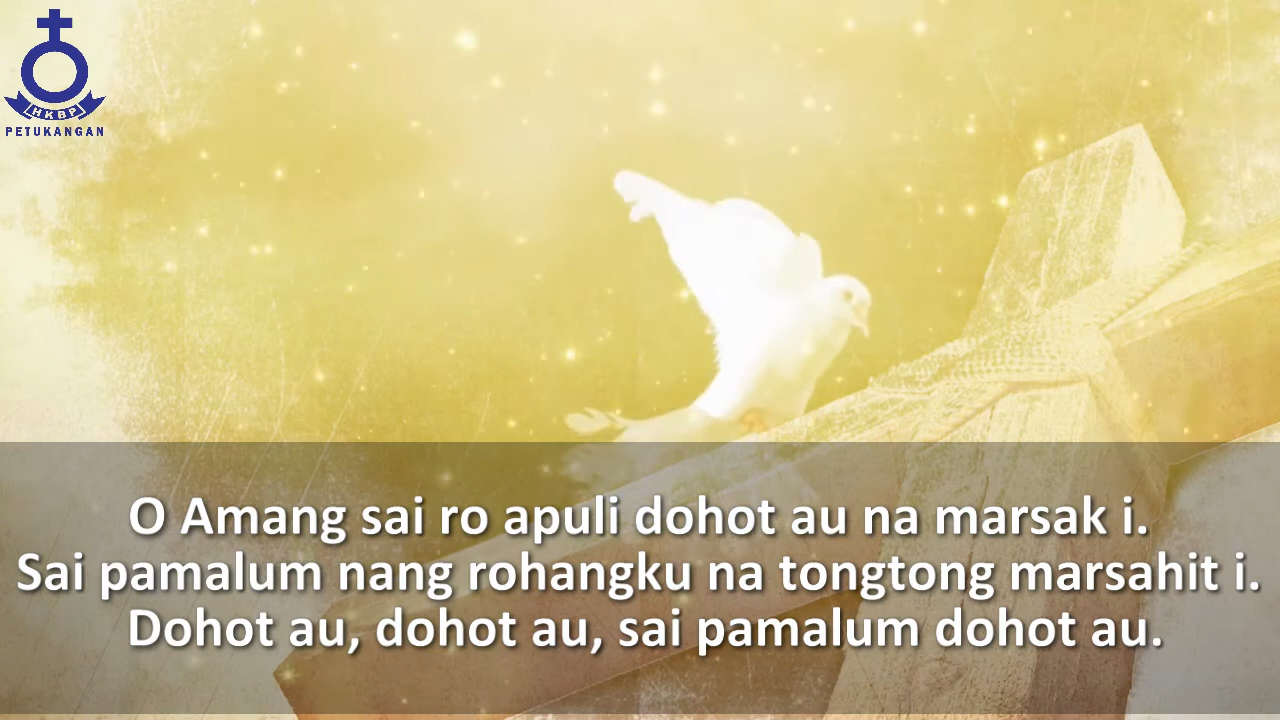 HKBP
PETUKANGAN
O Amang sai ro apuli dohot au na marsak i.
Sai pamalum nang rohangku na tongtong marsahit i.
Dohot au, dohot au, sai pamalum dohot au.